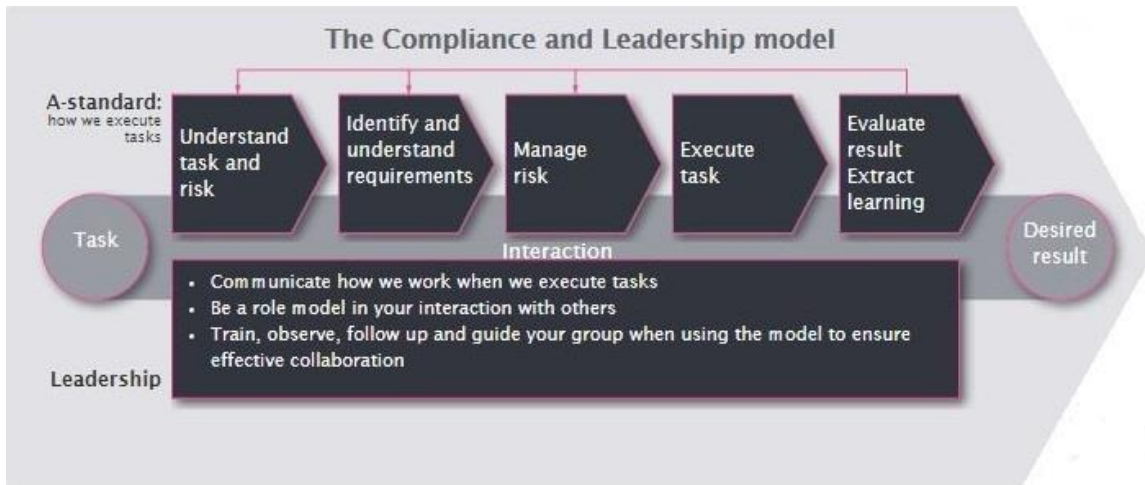 The Compliance and Leadership model
A-standard:
how we execute
tasks
Understand
task and
risk
Identify and
understand
requirements
Manage
risk
Execute
task
Evaluate
result
Extract
learning
Task
Interaction
Desired
result
• Communicate how we work when we execute tasks
• Be a role model in your interaction with others
• Train, observe, follow up and guide your group when using the model to ensure
effective collaboration
Leadership